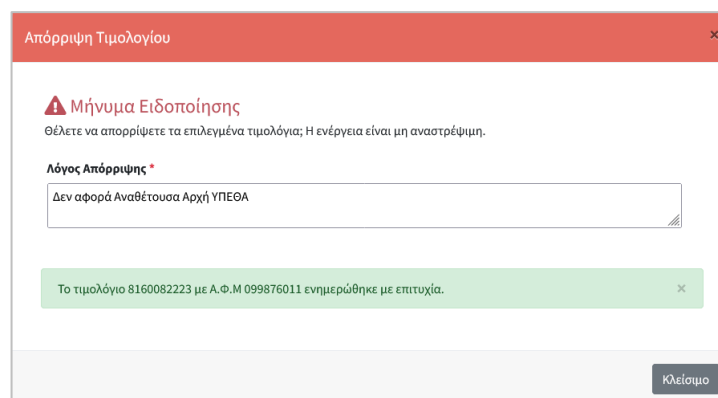 Απόρριψη Τιμολογίου
×
Μήνυμα Ειδοποίησης
Θέλετε να απορρίψετε τα επιλεγμένα τιμολόγια; Η ενέργεια είναι μη αναστρέψιμη.
Λόγος Απόρριψης *
Δεν αφορά Αναθέτουσα Αρχή ΥΠΕΘΑ
Το τιμολόγιο 8160082223 με Α.Φ.Μ 099876011 ενημερώθηκε με επιτυχία.
×
Κλείσιμο